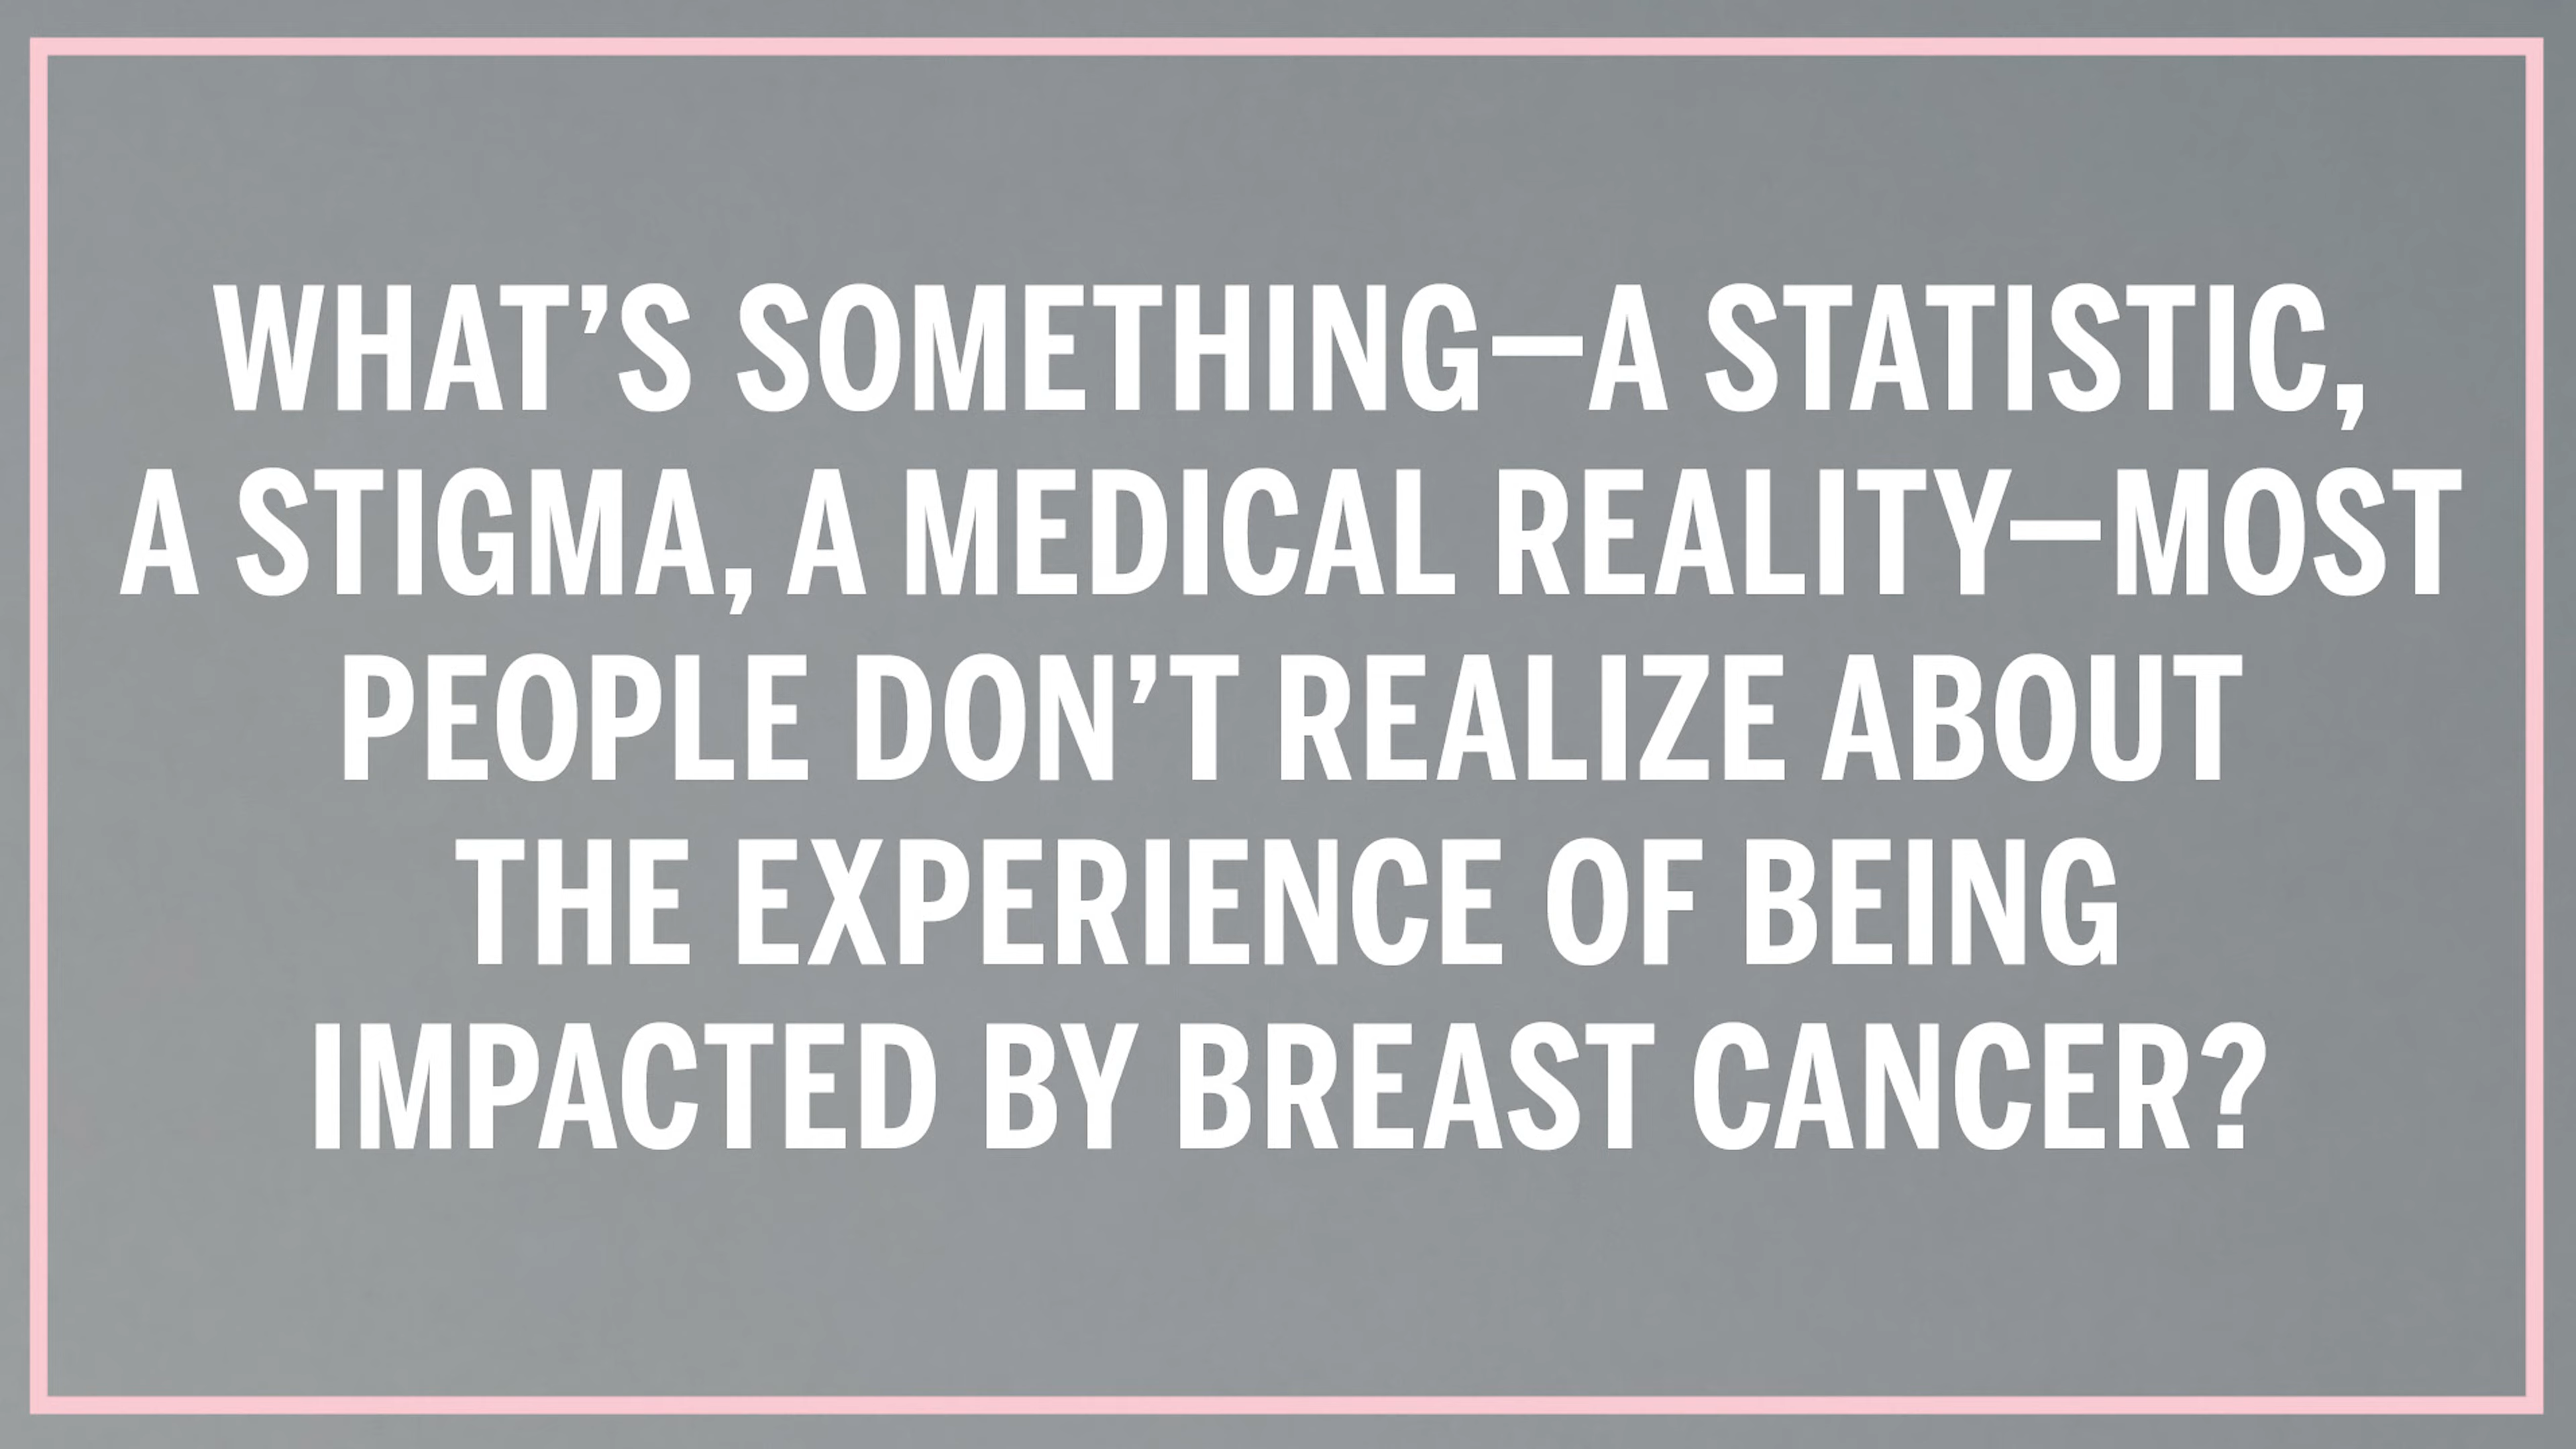 WHAT’S SOMETHING—A STATISTIC,
A STIGMA, A MEDICAL REALITY—MOST
PEOPLE DON’T REALIZE ABOUT
THE EXPERIENCE OF BEING
IMPACTED BY BREAST CANCER?